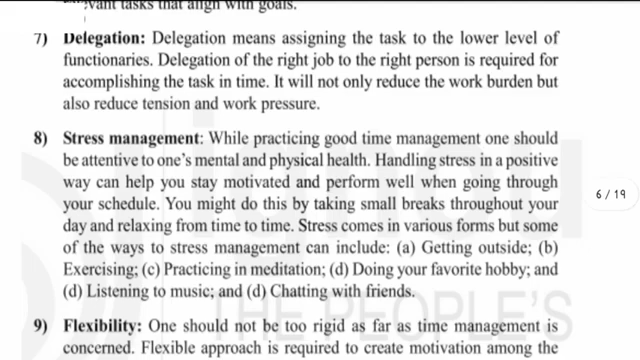 vant tasks that align with goals.
7) Delegation: Delegation means assigning the task to the lower level of
functionaries. Delegation of the right job to the right person is required for
accomplishing the task in time. It will not only reduce the work burden but
also reduce tension and work pressure.
8) Stress management: While practicing good time management one should
be attentive to one's mental and physical health. Handling stress in a positive
way can help you stay motivated and perform well when going through
your schedule. You might do this by taking small breaks throughout your
day and relaxing from time to time. Stress comes in various forms but some
of the ways to stress management can include: (a) Getting outside; (b)
Exercising; (c) Practicing in meditation; (d) Doing your favorite hobby; and
(d) Listening to music; and (d) Chatting with friends.
9) Flexibility: One should not be too rigid as far as time management is
concerned. Flexible approach is required to create motivation among the
6 / 19
THE PEOPLE'S